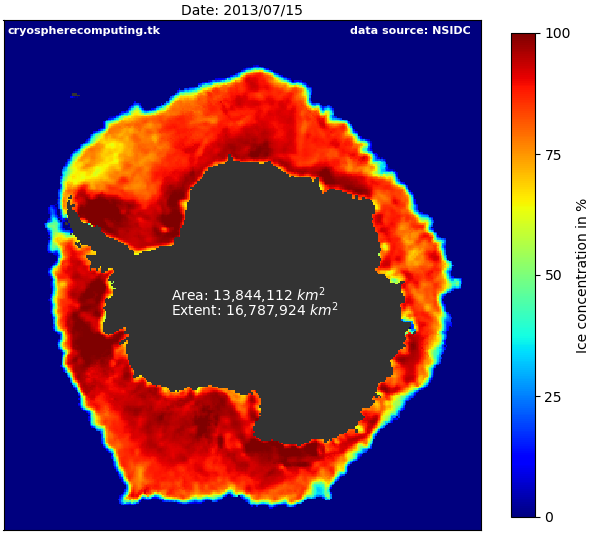 Date: 2013/07/15
cryospherecomputing.tk data source: NSIDC
Area: 13,844,112 km²
Extent: 16,787,924 km²
100
75
50
25
0
Ice concentration in %